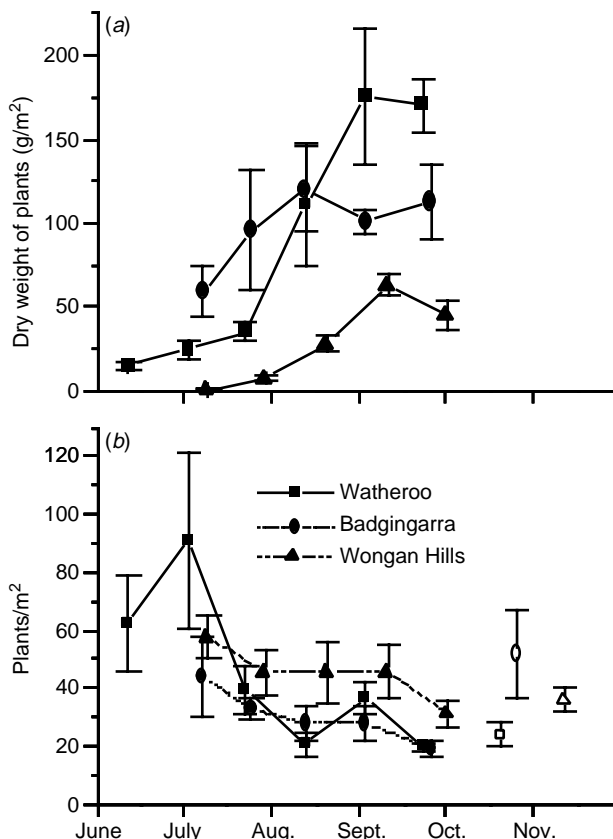 (a)
200
150
100
50
0
Dry weight of plants (g/m²)
(b)
120
100
80
60
40
20
0
Plants/m²
Watheroo
Badgingarra
Wongan Hills
June July Aug. Sept. Oct. Nov.